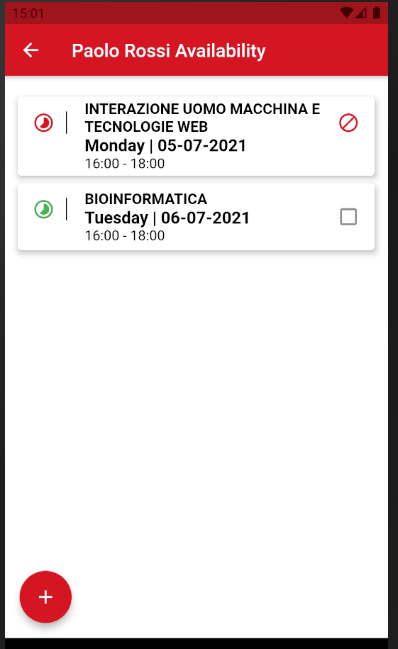 15:01
Paolo Rossi Availability
INTERAZIONE UOMO MACCHINA E
TECNOLOGIE WEB
Monday | 05-07-2021
16:00 - 18:00
BIOINFORMATICA
Tuesday | 06-07-2021
16:00 - 18:00